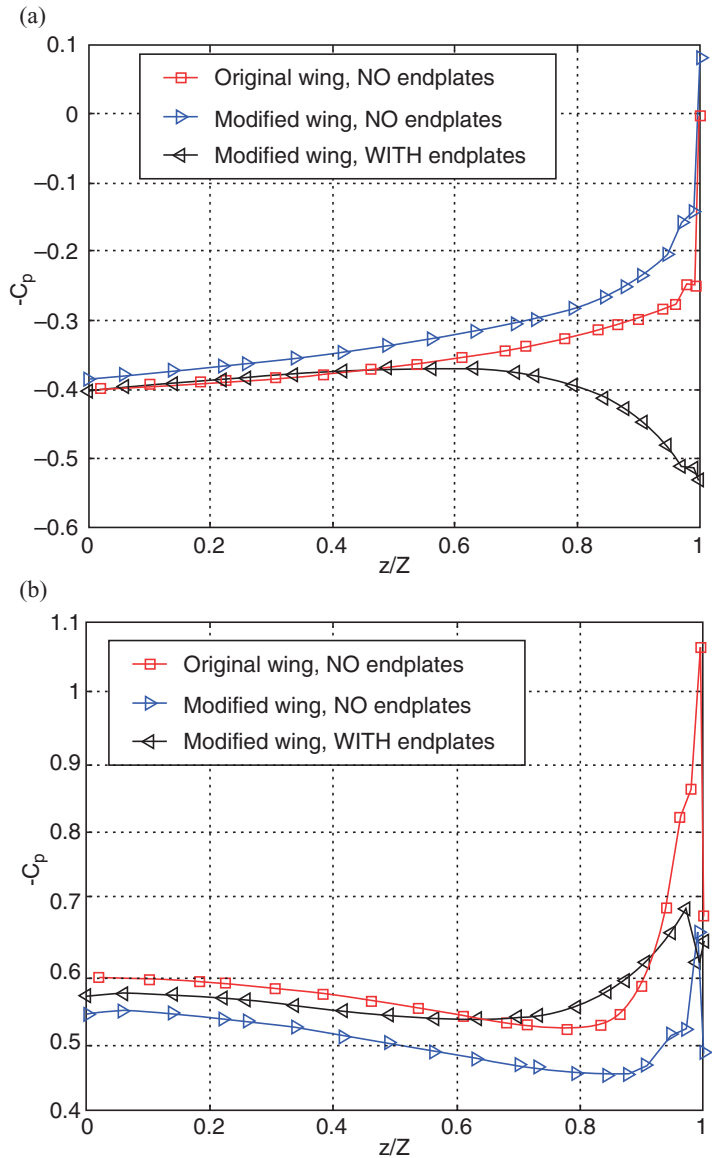 (a)
0.1
0
–0.1
–0.2
–0.3
–0.4
–0.5
–0.6
-Cp
Original wing, NO endplates
Modified wing, NO endplates
Modified wing, WITH endplates
0 0.2 0.4 0.6 0.8 1
z/Z
(b)
1.1
1
0.9
0.8
0.7
0.6
0.5
0.4
-Cp
Original wing, NO endplates
Modified wing, NO endplates
Modified wing, WITH endplates
0 0.2 0.4 0.6 0.8 1
z/Z